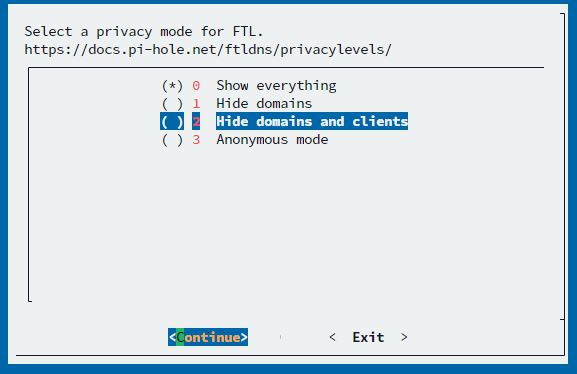 Select a privacy mode for FTL.
https://docs.pi-hole.net/ftldns/privacylevels/
(*) 0 Show everything
( ) 1 Hide domains
( ) 2 Hide domains and clients
( ) 3 Anonymous mode
<Continue> < Exit >